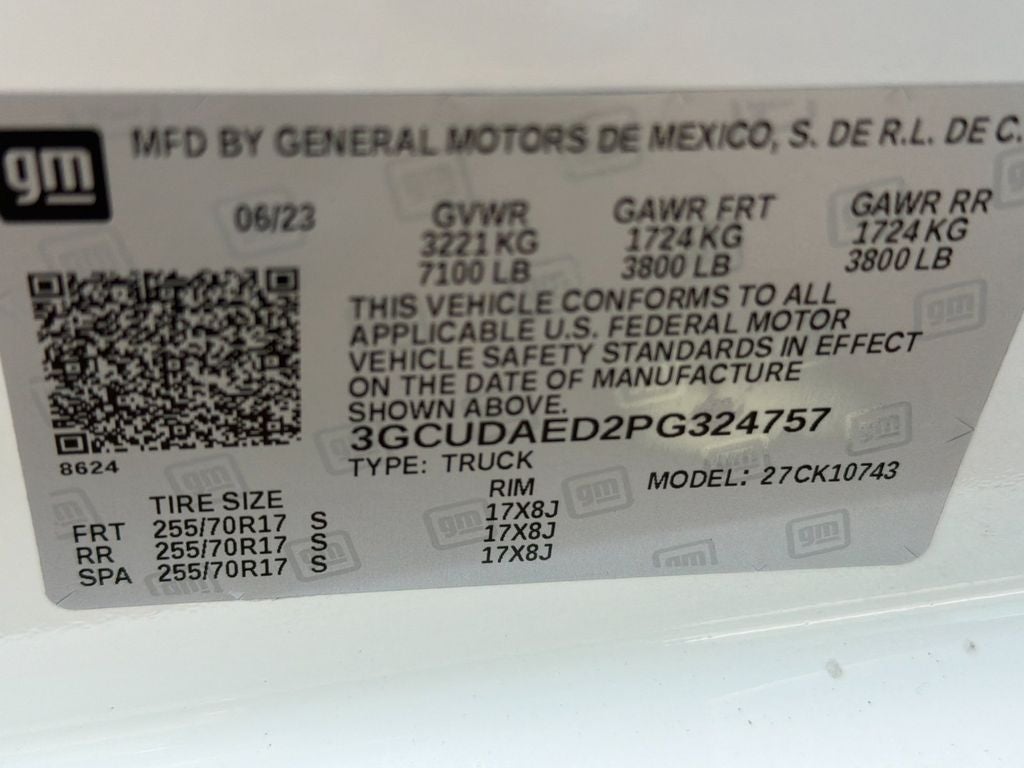 gm
MFD BY GENERAL MOTORS DE MEXICO, S. DE R.L. DE C.
06/23
GVWR GAWR FRT GAWR RR
3221 KG 1724 KG 1724 KG
7100 LB 3800 LB 3800 LB
THIS VEHICLE CONFORMS TO ALL
APPLICABLE U.S. FEDERAL MOTOR
VEHICLE SAFETY STANDARDS IN EFFECT
ON THE DATE OF MANUFACTURE
SHOWN ABOVE.
3GCUDAED2PG324757
8624
TYPE: TRUCK MODEL: 27CK10743
TIRE SIZE RIM
FRT 255/70R17 S 17X8J
RR 255/70R17 S 17X8J
SPA 255/70R17 S 17X8J